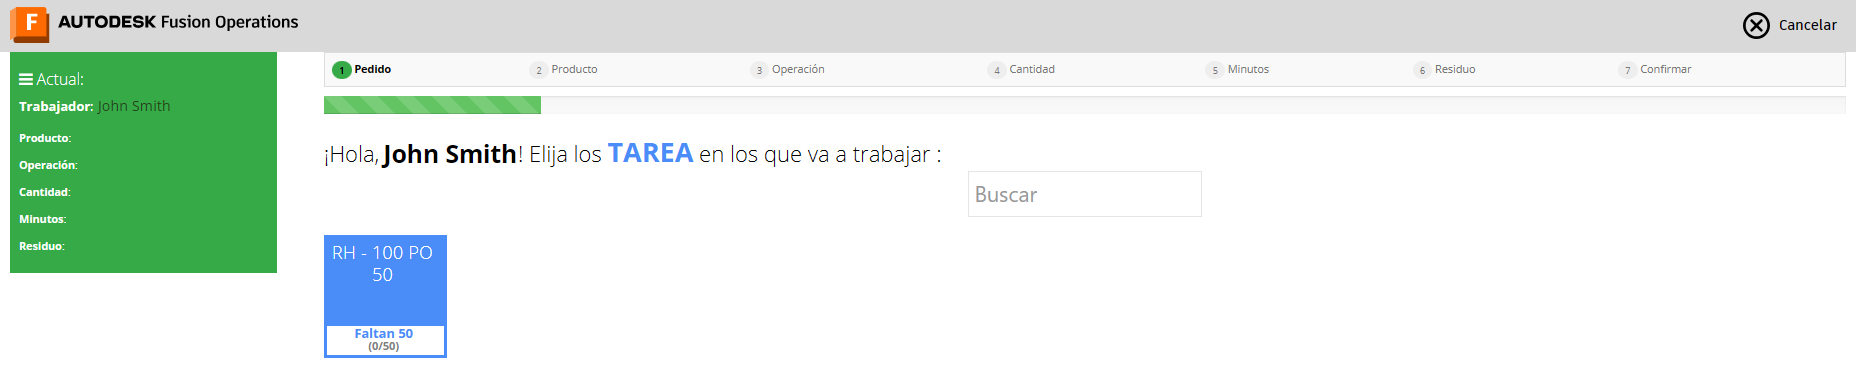 F AUTODESK Fusion Operations
Cancelar
Actual:
Trabajador: John Smith
Producto:
Operación:
Cantidad:
Minutos:
Residuo:
1 Pedido
2 Producto
3 Operación
4 Cantidad
5 Minutos
6 Residuo
7 Confirmar
¡Hola, John Smith! Elija los TAREA en los que va a trabajar :
Buscar
RH - 100 PO
50
Faltan 50
(0/50)